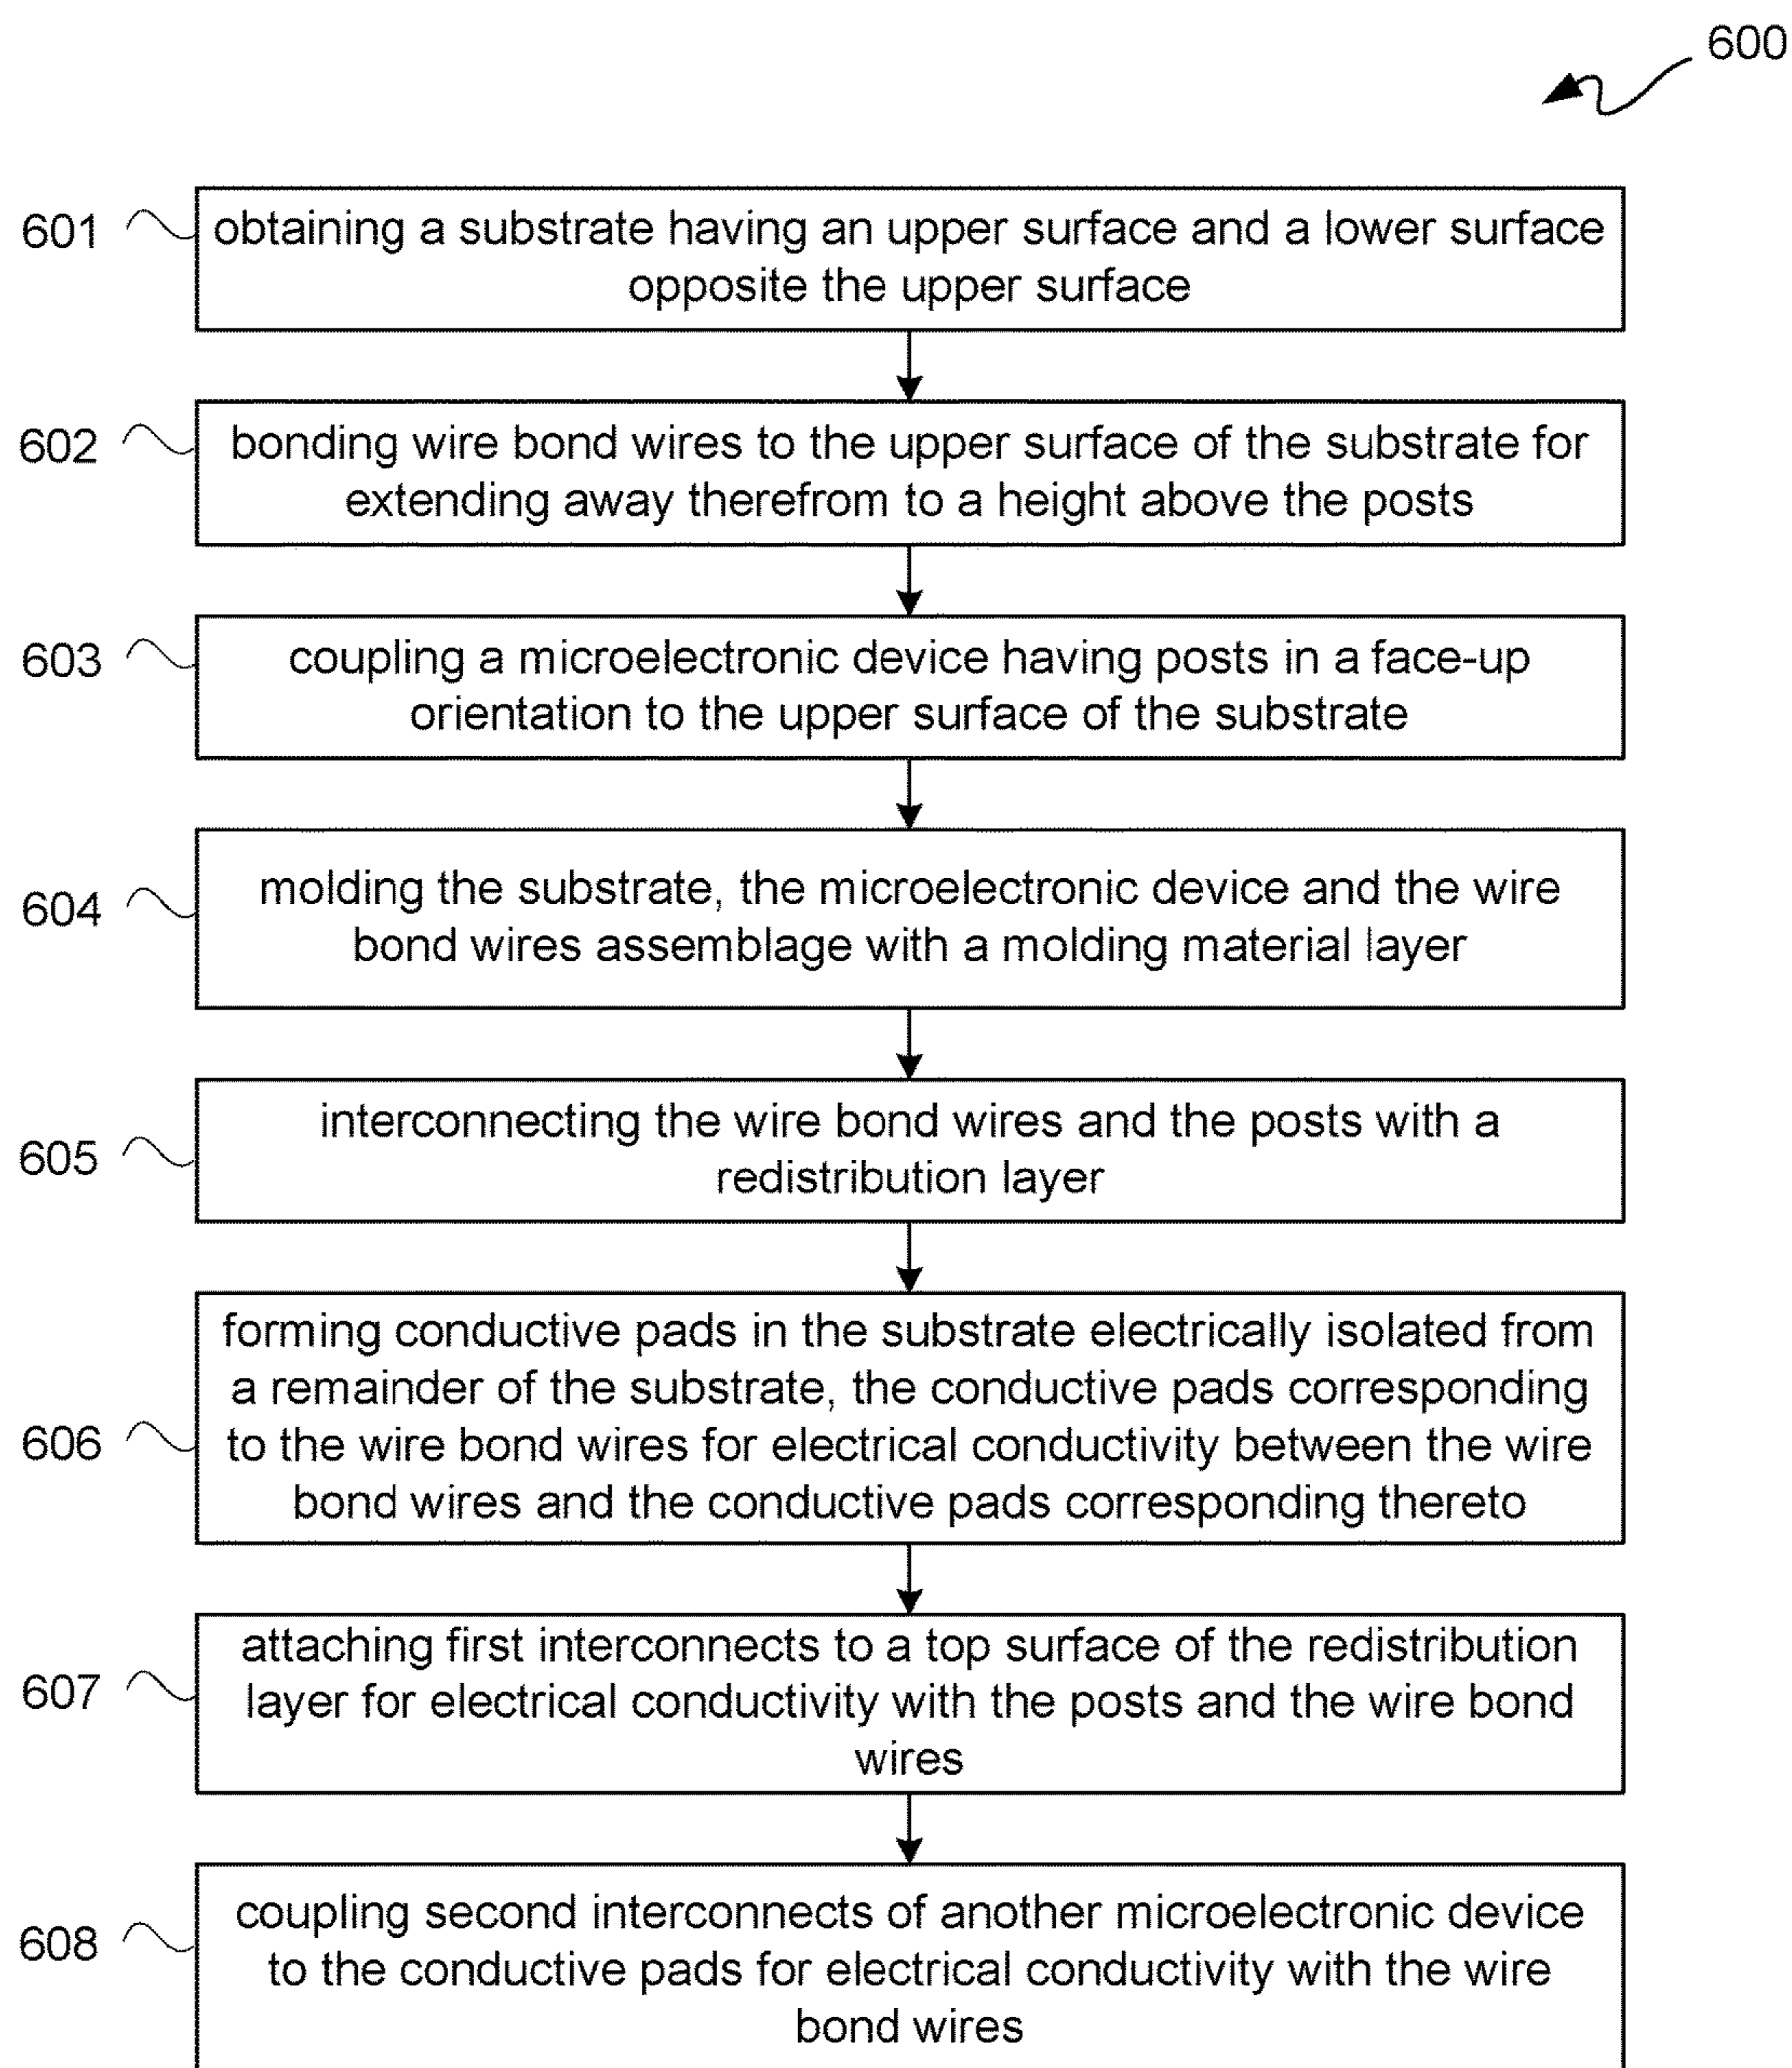 600
601
obtaining a substrate having an upper surface and a lower surface
opposite the upper surface
602
bonding wire bond wires to the upper surface of the substrate for
extending away therefrom to a height above the posts
603
coupling a microelectronic device having posts in a face-up
orientation to the upper surface of the substrate
604
molding the substrate, the microelectronic device and the wire
bond wires assemblage with a molding material layer
605
interconnecting the wire bond wires and the posts with a
redistribution layer
606
forming conductive pads in the substrate electrically isolated from
a remainder of the substrate, the conductive pads corresponding
to the wire bond wires for electrical conductivity between the wire
bond wires and the conductive pads corresponding thereto
607
attaching first interconnects to a top surface of the redistribution
layer for electrical conductivity with the posts and the wire bond
wires
608
coupling second interconnects of another microelectronic device
to the conductive pads for electrical conductivity with the wire
bond wires